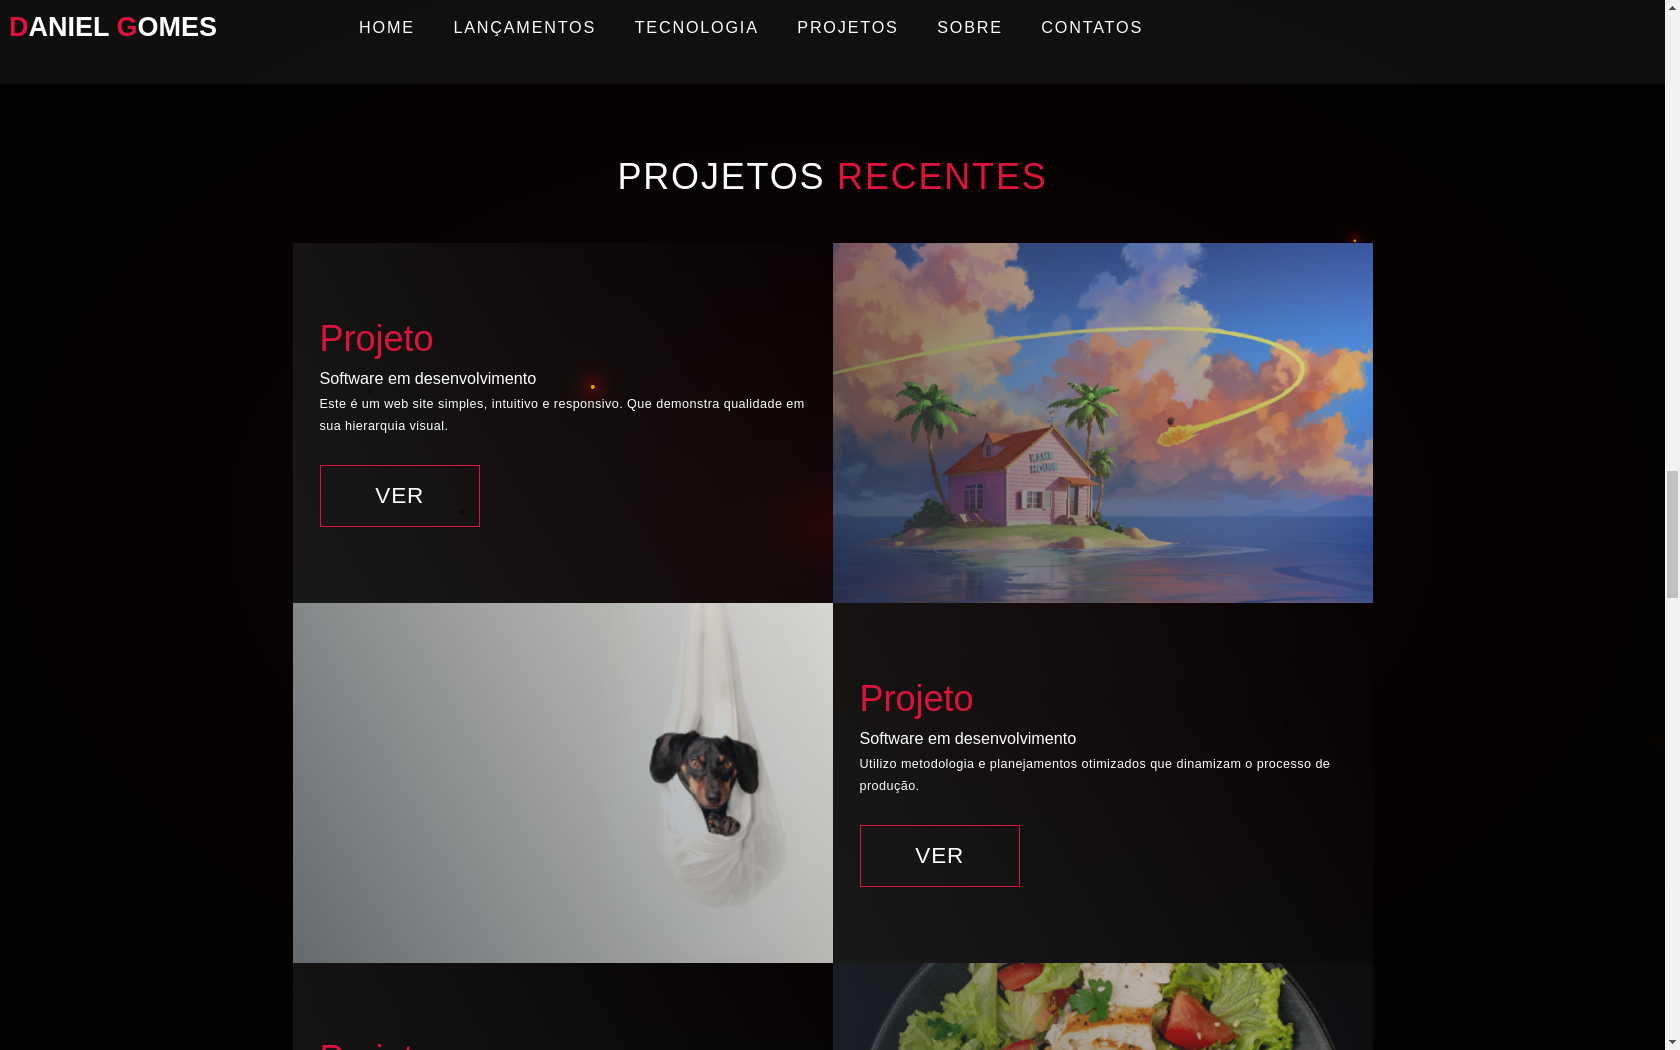 DANIEL GOMES
HOME LANÇAMENTOS TECNOLOGIA PROJETOS SOBRE CONTATOS
PROJETOS RECENTES
Projeto
Software em desenvolvimento
Este é um web site simples, intuitivo e responsivo. Que demonstra qualidade em
sua hierarquia visual.
VER
KAME
HOUSE
Projeto
Software em desenvolvimento
Utilizo metodologia e planejamentos otimizados que dinamizam o processo de
produção.
VER
Projeto